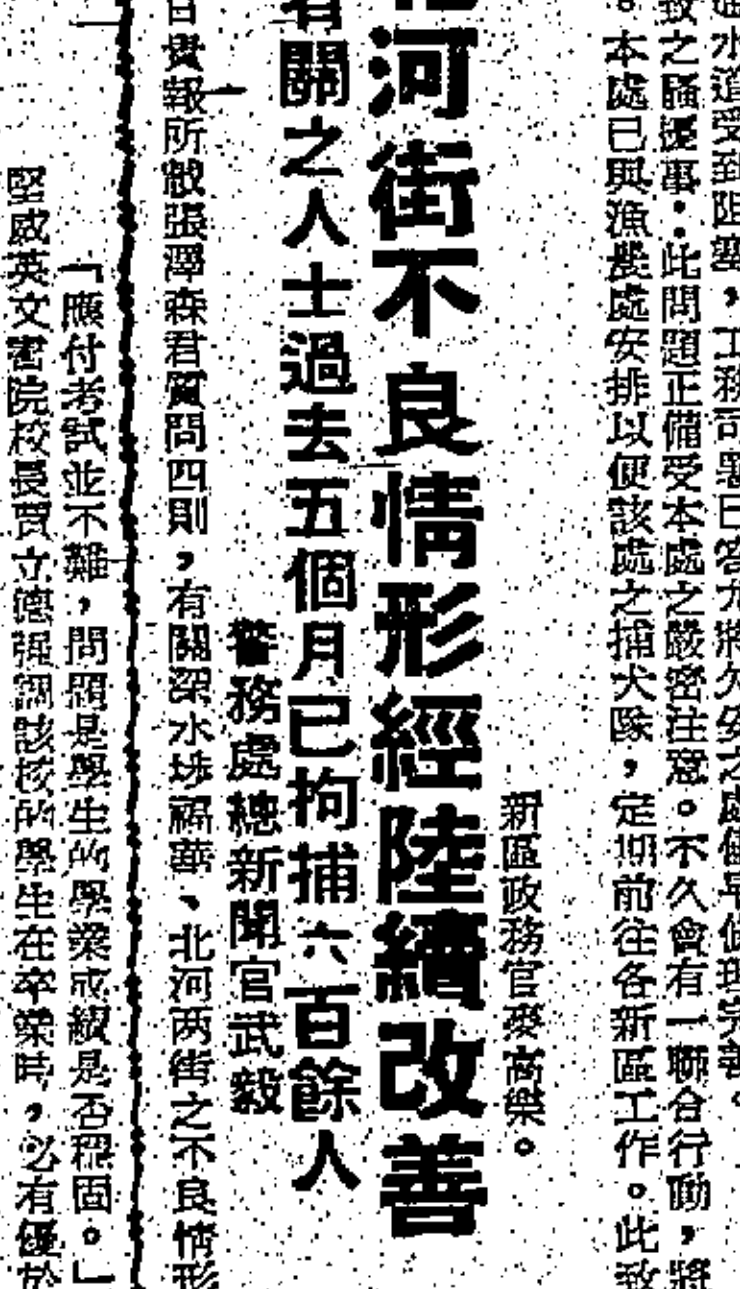 水道受到阻塞，工務司署已答允將欠妥之處儘早修理完善。
致之騷擾事：此問題正備受本處之嚴密注意。不久會有一聯合行動，將
。本處已與漁農處安排以便該處之捕犬隊，定期前往各新區工作。此致
新區政務官麥高樂。
河街不良情形經陸續改善
有關之人士過去五個月已拘捕六百餘人
警務處總新聞官武毅
日貴報所載張澤森君質問四則，有關深水埗福華、北河两街之不良情形
「應付考試並不難，問題是學生的學業成績是否穩固。」
堅威英文書院校長賈立德強調該校的學生在卒業時，必有優於